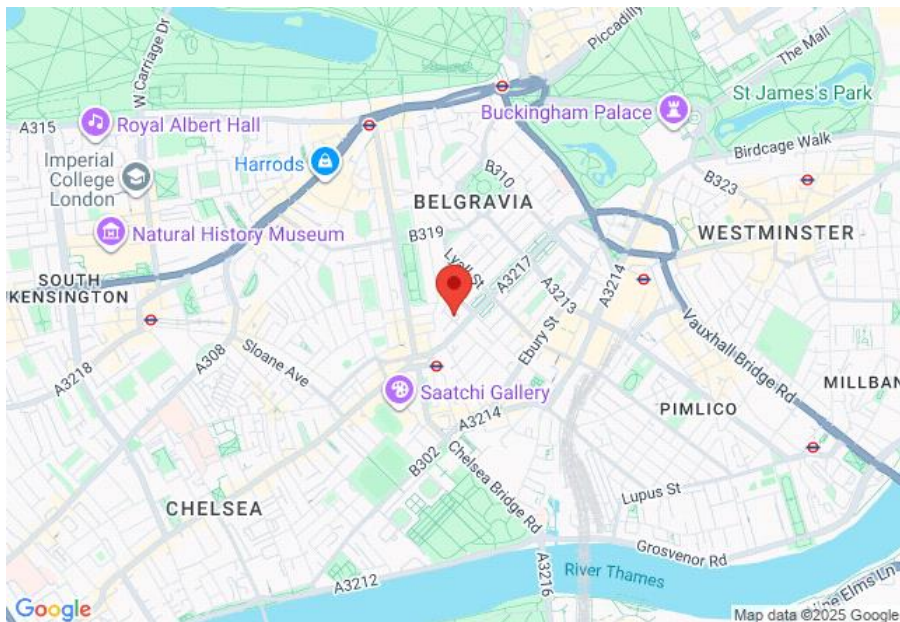 W Carriage Dr
Piccadilly
The Mall
St James's Park
A315
Royal Albert Hall
Buckingham Palace
Birdcage Walk
Imperial
College
London
Harrods
B310
B323
BELGRAVIA
Natural History Museum
B319
WESTMINSTER
Lyall St
SOUTH
KENSINGTON
A3217
A3213
A3214
Ebury St
A3218
A308
Sloane Ave
Vauxhall Bridge Rd
Saatchi Gallery
MILLBAN
A3214
PIMLICO
B302
Chelsea Bridge Rd
CHELSEA
Lupus St
Grosvenor Rd
A3212
A3216
River Thames
ine Elms Ln
Google
Map data ©2025 Google